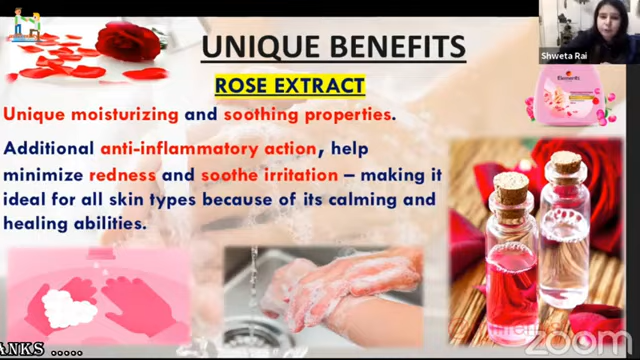 UNIQUE BENEFITS
Shweta Rai
ROSE EXTRACT
Elements
Unique moisturizing and soothing properties.
Additional anti-inflammatory action, help
minimize redness and soothe irritation – making it
ideal for all skin types because of its calming and
healing abilities.
ANKS .....
zoom